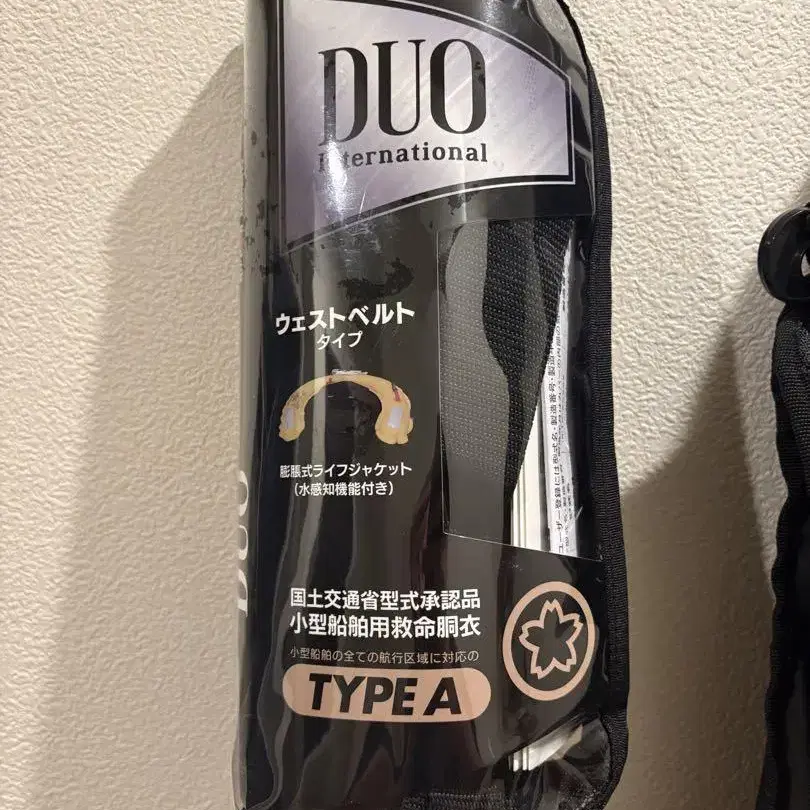 DUO
International
ウェストベルト
タイプ
膨脹式ライフジャケット
(水感知機能付き)
国土交通省型式承認品
小型船舶用救命胴衣
小型船舶の全ての航行区域に対応の
TYPE A
DUO